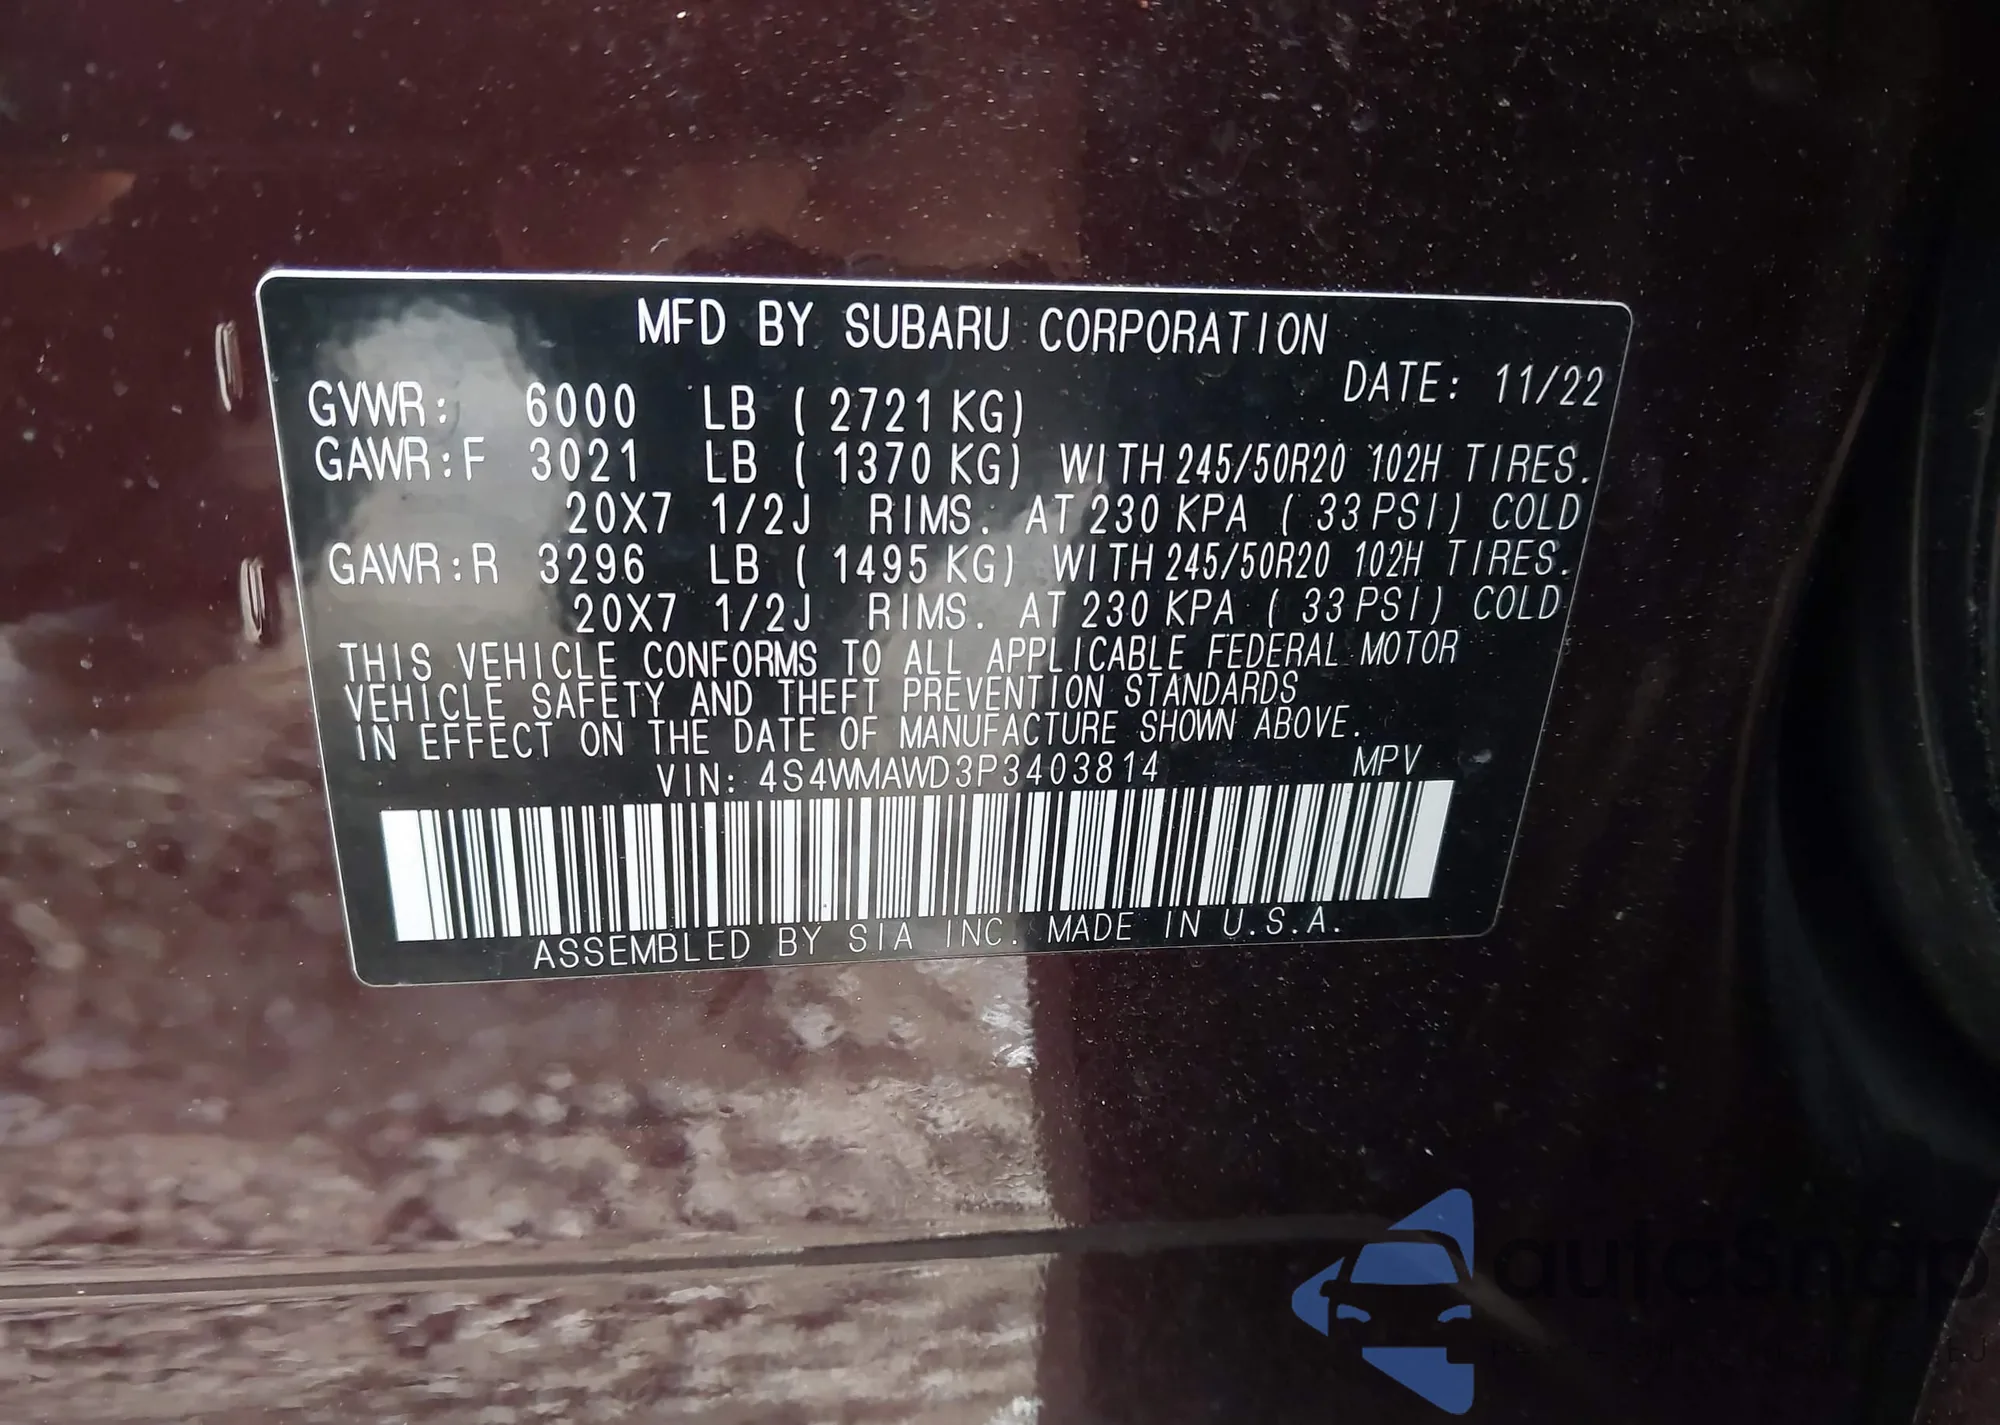 MFD BY SUBARU CORPORATION
DATE: 11/22
GVWR: 6000 LB ( 2721 KG)
GAWR:F 3021 LB ( 1370 KG) WITH 245/50R20 102H TIRES.
20X7 1/2J RIMS. AT 230 KPA ( 33 PSI) COLD
GAWR:R 3296 LB ( 1495 KG) WITH 245/50R20 102H TIRES.
20X7 1/2J RIMS. AT 230 KPA ( 33 PSI) COLD
THIS VEHICLE CONFORMS TO ALL APPLICABLE FEDERAL MOTOR
VEHICLE SAFETY AND THEFT PREVENTION STANDARDS
IN EFFECT ON THE DATE OF MANUFACTURE SHOWN ABOVE.
VIN: 4S4WMAWD3P3403814 MPV
ASSEMBLED BY SIA INC. MADE IN U.S.A.
autcsnap